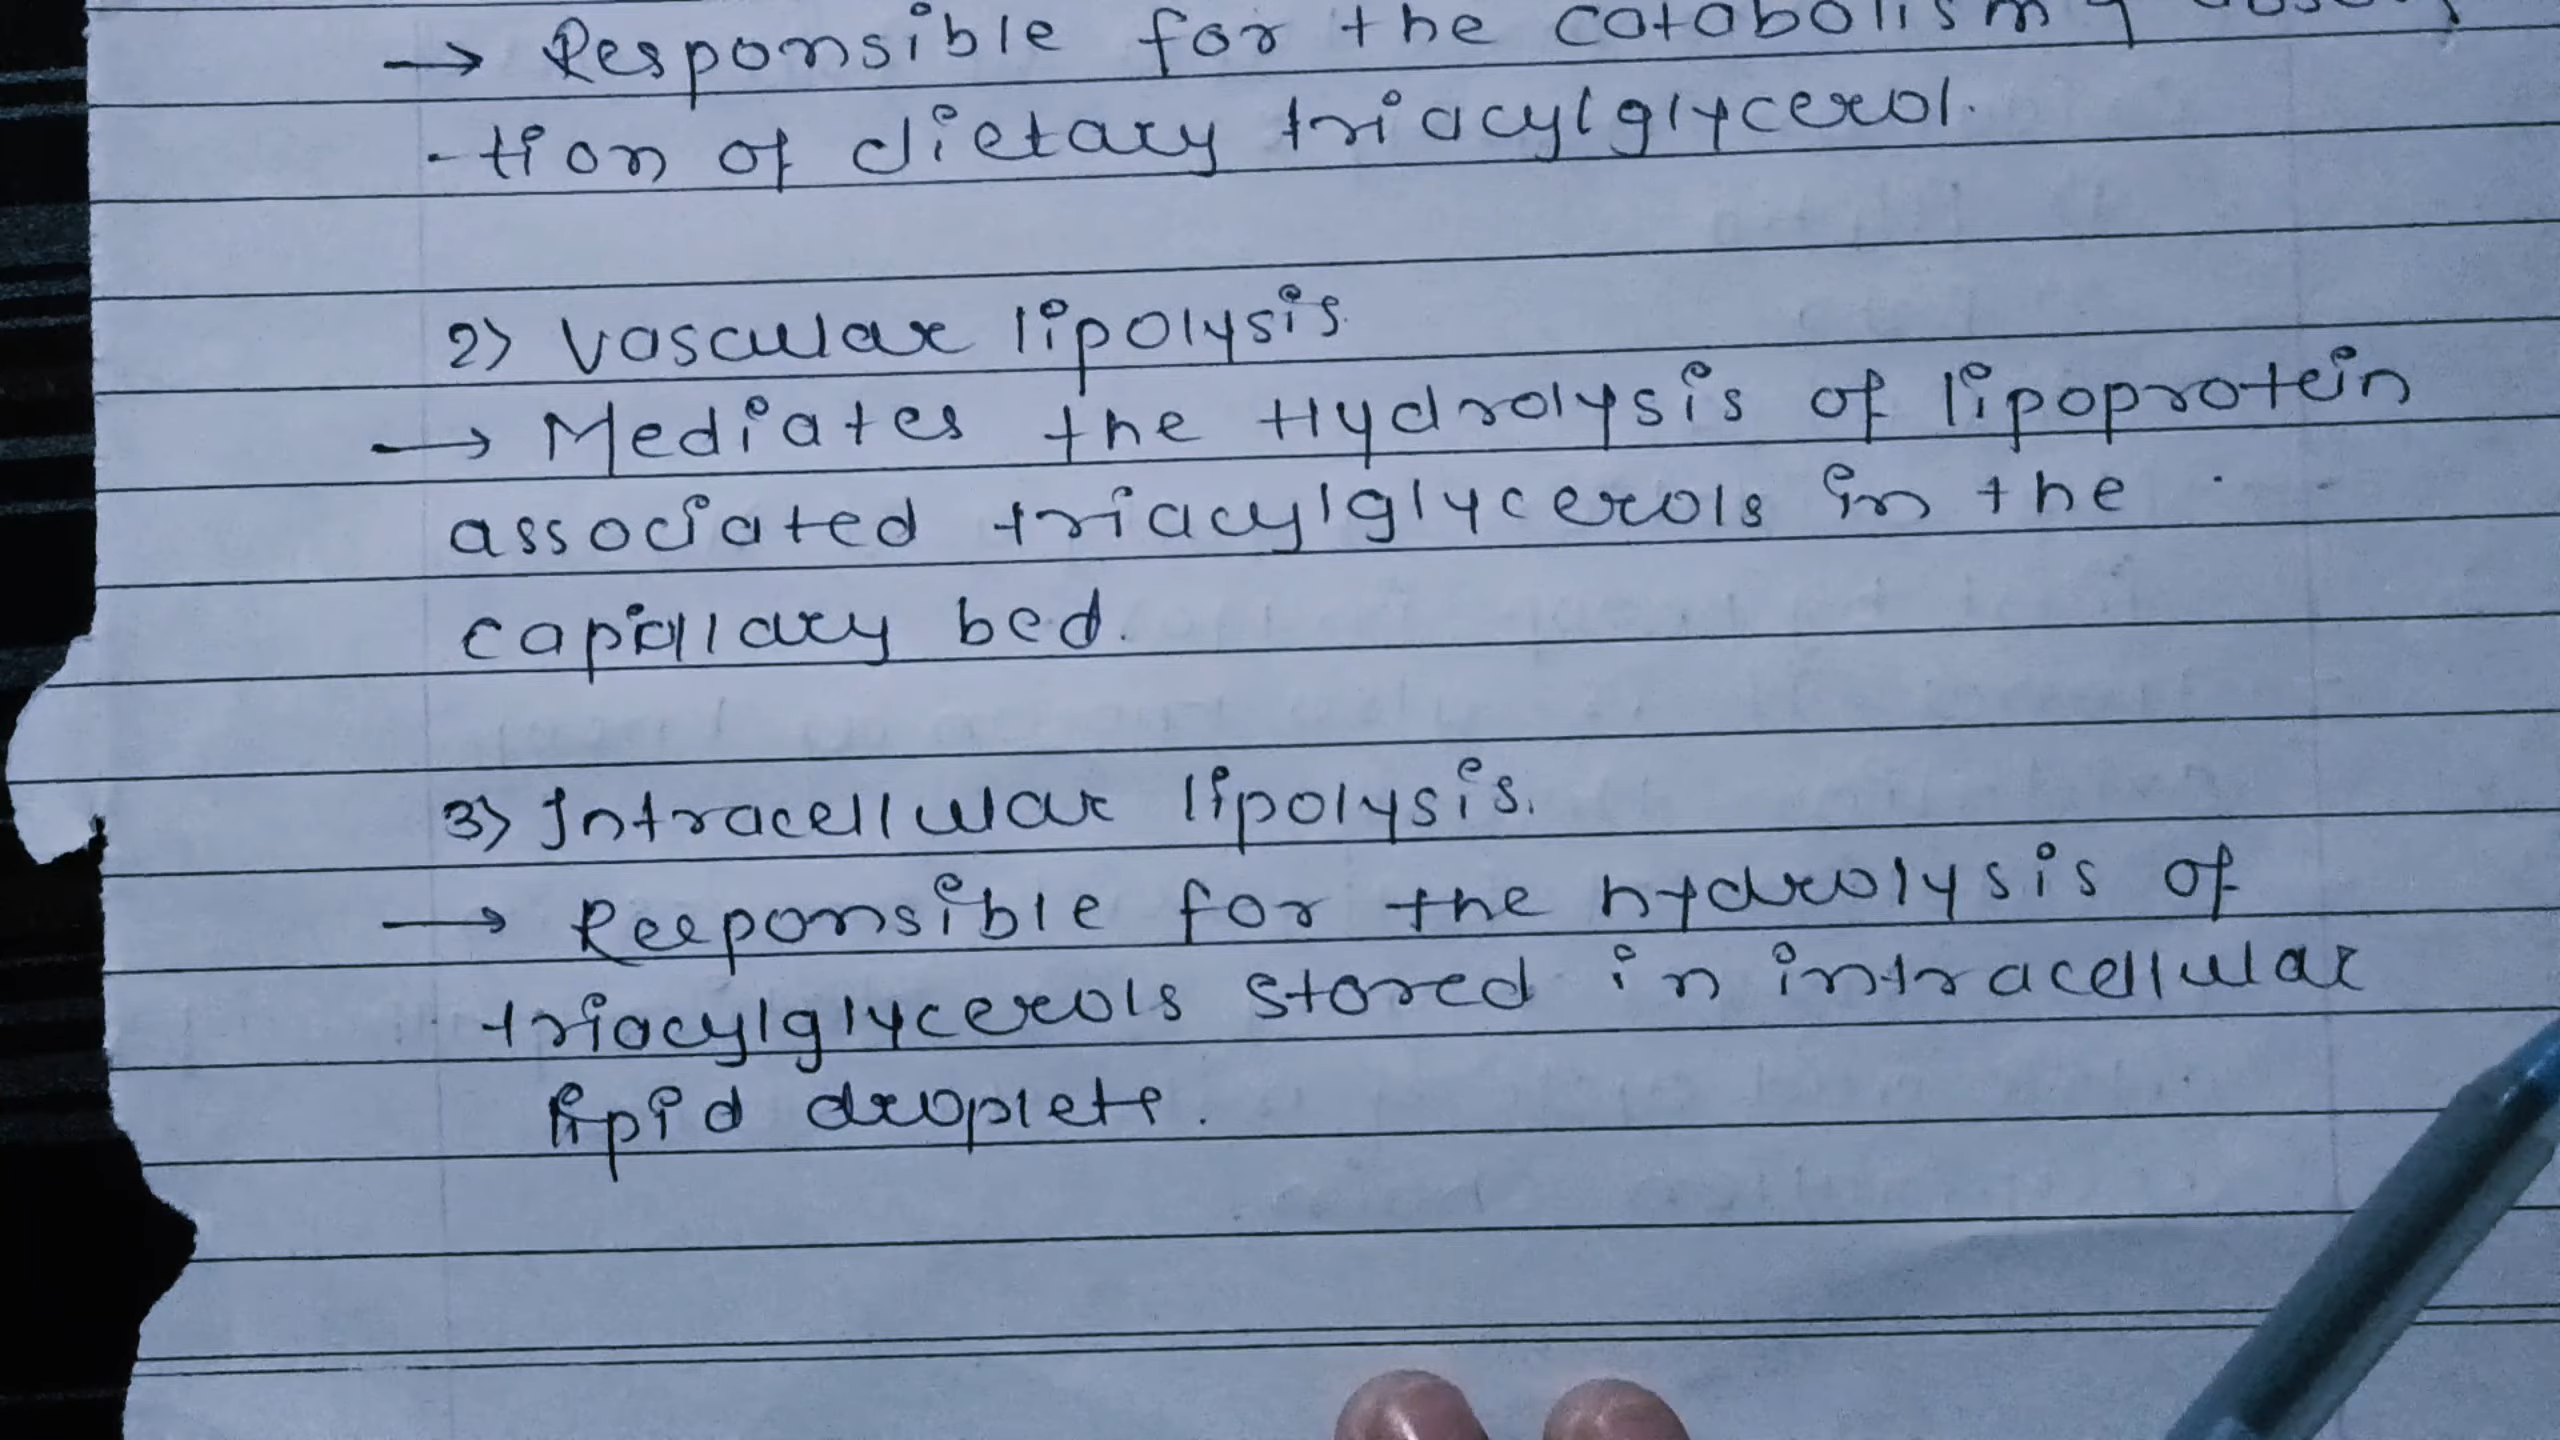 → Responsible for the catabolism
-tion of dietary triacylglycerol.
2) Vascular lipolysis.
→ Mediates the Hydrolysis of lipoprotein
associated triacylglycerols in the
capillary bed.
3) Intracellular lipolysis.
→ Responsible for the hydrolysis of
triacylglycerols stored in intracellular
lipid droplets.